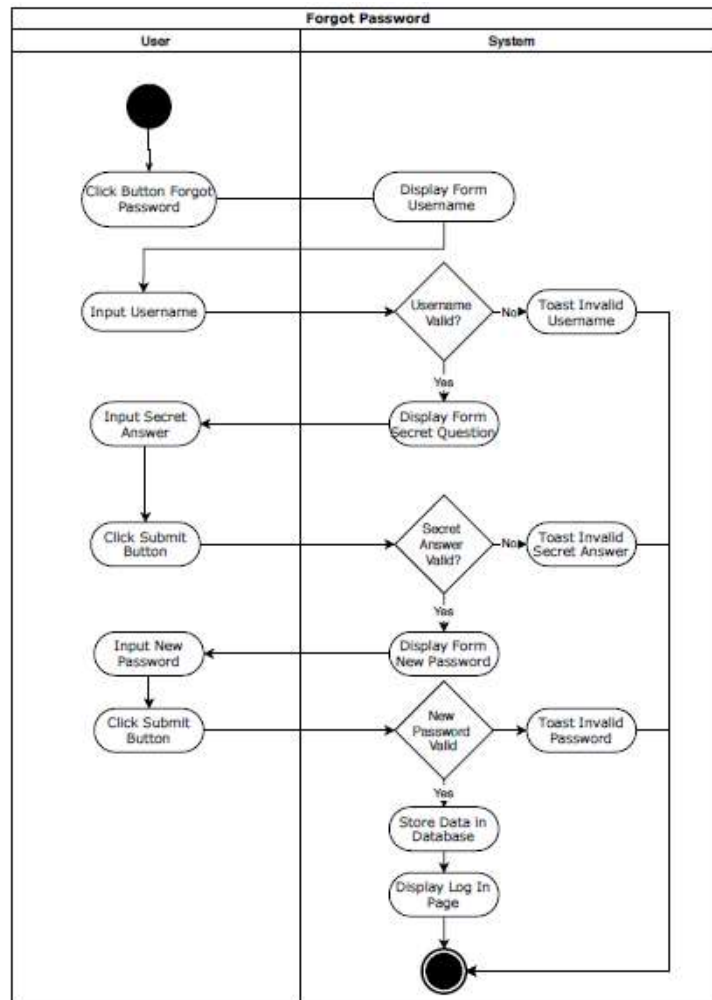 Forgot Password
User
System
Click Button Forgot
Password
Display Form
Username
Input Username
Username
Valid?
No
Toast Invalid
Username
Yes
Input Secret
Answer
Display Form
Secret Question
Click Submit
Button
Secret
Answer
Valid?
No
Toast Invalid
Secret Answer
Yes
Input New
Password
Display Form
New Password
Click Submit
Button
New
Password
Valid
Toast Invalid
Password
Yes
Store Data in
Database
Display Log In
Page